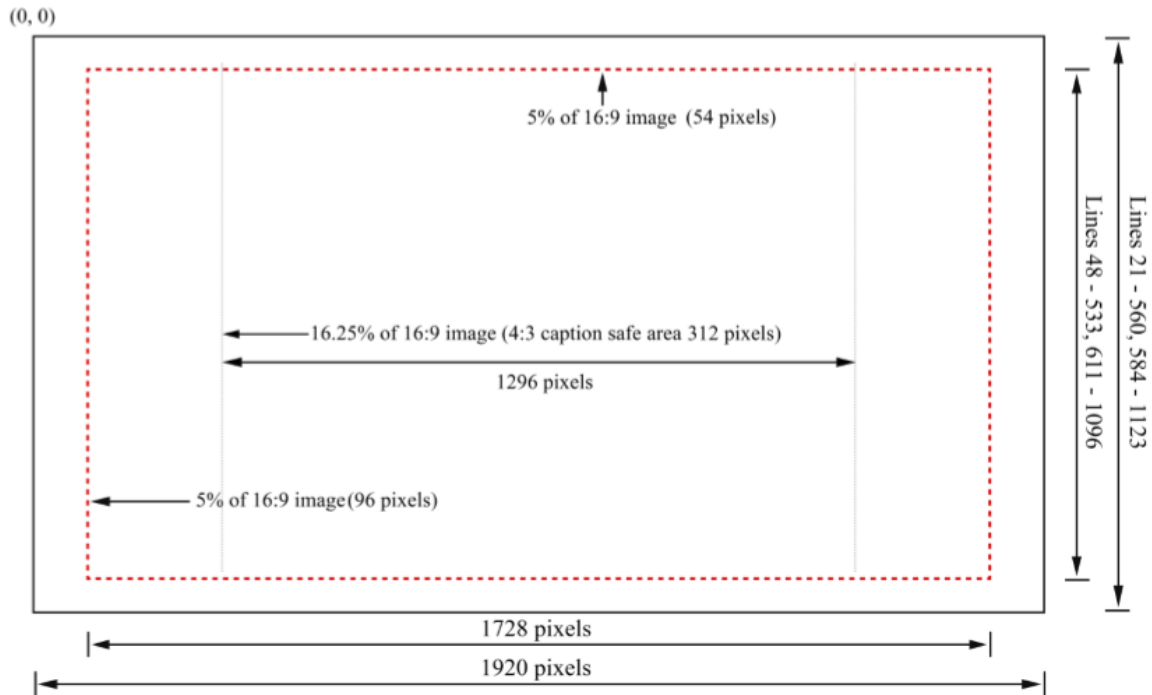 (0, 0)
5% of 16:9 image (54 pixels)
16.25% of 16:9 image (4:3 caption safe area 312 pixels)
1296 pixels
5% of 16:9 image(96 pixels)
Lines 48 - 533, 611 - 1096
Lines 21 - 560, 584 - 1123
1728 pixels
1920 pixels